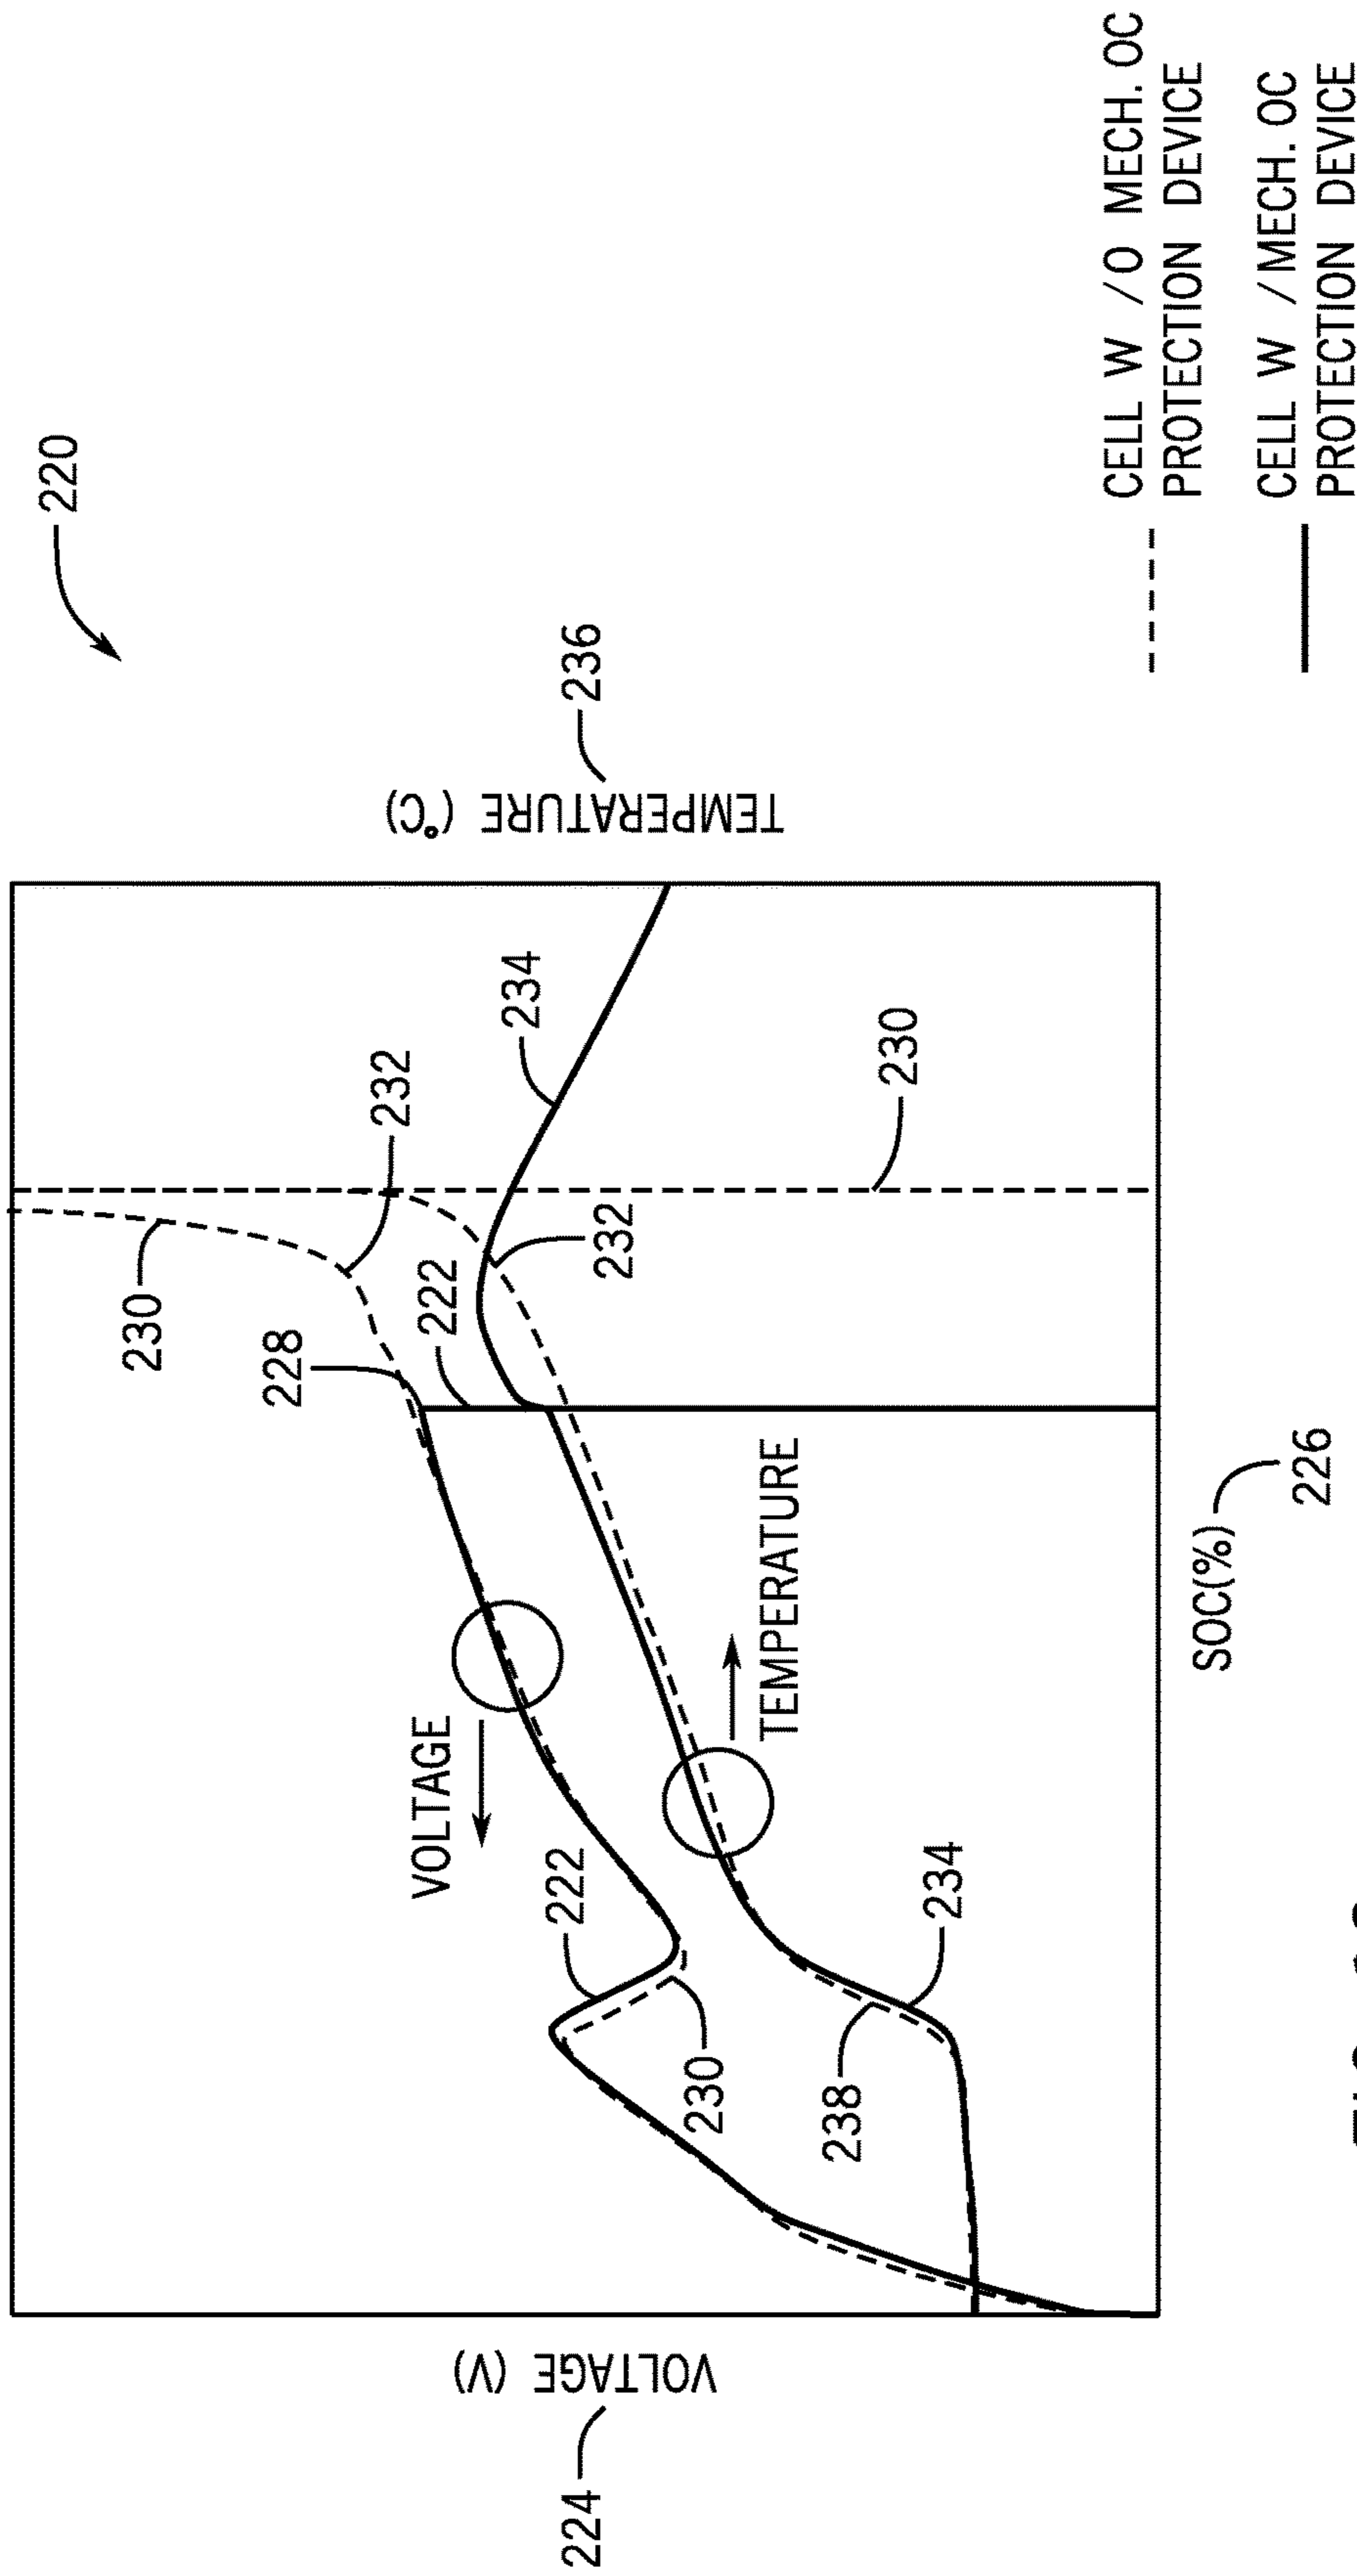 220
230
228
232
222
VOLTAGE
234
222
224
VOLTAGE (V)
TEMPERATURE (°C)
236
232
230
TEMPERATURE
238
230
234
SOC(%)
226
CELL W /O MECH. OC
PROTECTION DEVICE
CELL W /MECH. OC
PROTECTION DEVICE